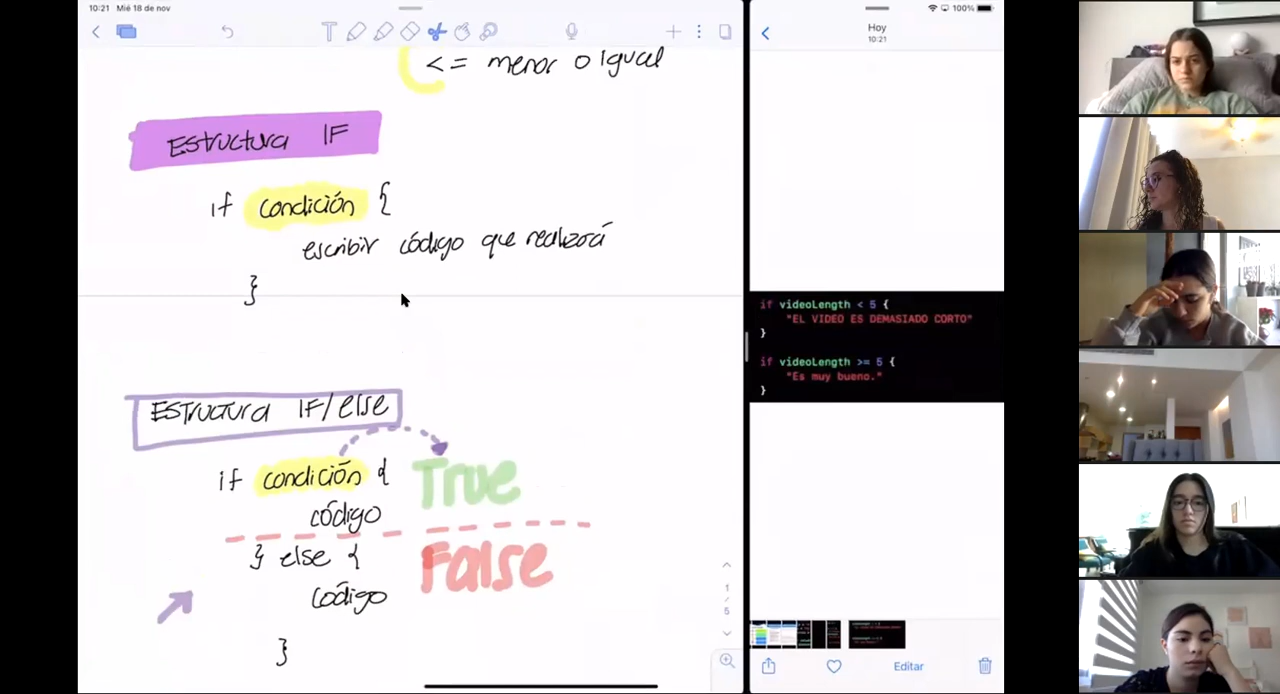 10:21 Mié 18 de nov
<= menor o igual
Estructura IF
if condición {
escribir código que realizará
}
Estructura IF/else
if condición { True
código
} else { False
código
}
1
/
5
100%
Hoy
10:21
if videoLength < 5 {
"EL VIDEO ES DEMASIADO CORTO"
}
if videoLength >= 5 {
"Es muy bueno."
}
Editar